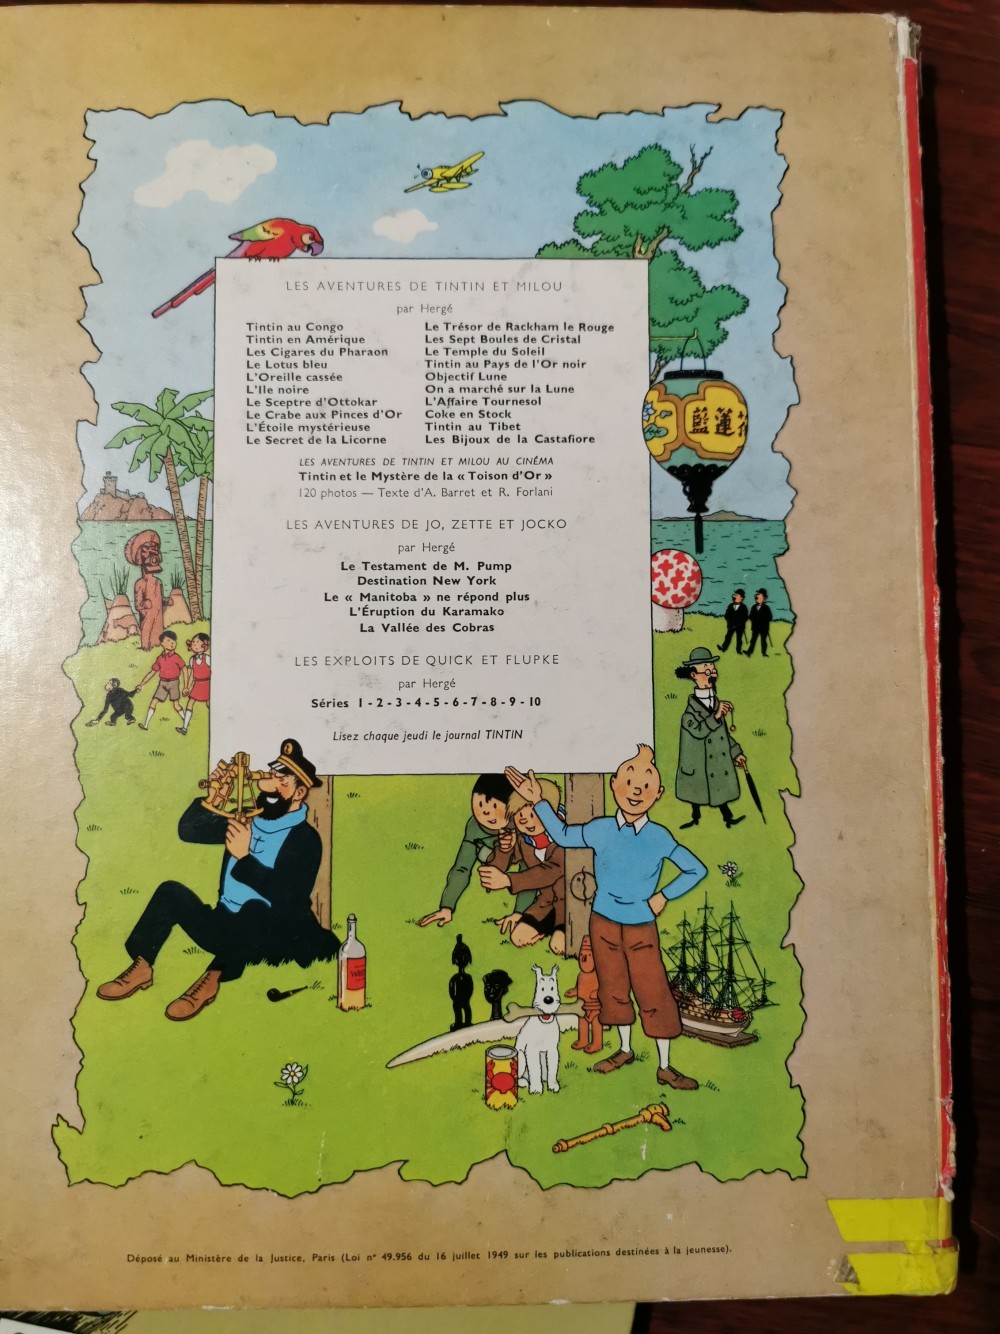 LES AVENTURES DE TINTIN ET MILOU
par Hergé
Tintin au Congo
Tintin en Amérique
Les Cigares du Pharaon
Le Lotus bleu
L'Oreille cassée
L'Ile noire
Le Sceptre d'Ottokar
Le Crabe aux Pinces d'Or
L'Étoile mystérieuse
Le Secret de la Licorne
Le Trésor de Rackham le Rouge
Les Sept Boules de Cristal
Le Temple du Soleil
Tintin au Pays de l'Or noir
Objectif Lune
On a marché sur la Lune
L'Affaire Tournesol
Coke en Stock
Tintin au Tibet
Les Bijoux de la Castafiore
LES AVENTURES DE TINTIN ET MILOU AU CINÉMA
Tintin et le Mystère de la « Toison d'Or »
120 photos — Texte d'A. Barret et R. Forlani
LES AVENTURES DE JO, ZETTE ET JOCKO
par Hergé
Le Testament de M. Pump
Destination New York
Le « Manitoba » ne répond plus
L'Éruption du Karamako
La Vallée des Cobras
LES EXPLOITS DE QUICK ET FLUPKE
par Hergé
Séries 1 - 2 - 3 - 4 - 5 - 6 - 7 - 8 - 9 - 10
Lisez chaque jeudi le journal TINTIN
藍蓮
Déposé au Ministère de la Justice, Paris (Loi n° 49.956 du 16 juillet 1949 sur les publications destinées à la jeunesse).